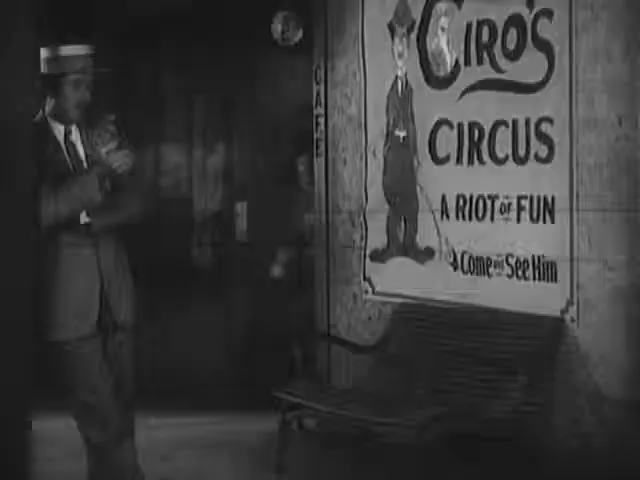 CAFE
CIRO'S
CIRCUS
A RIOT OF FUN
Come and See Him